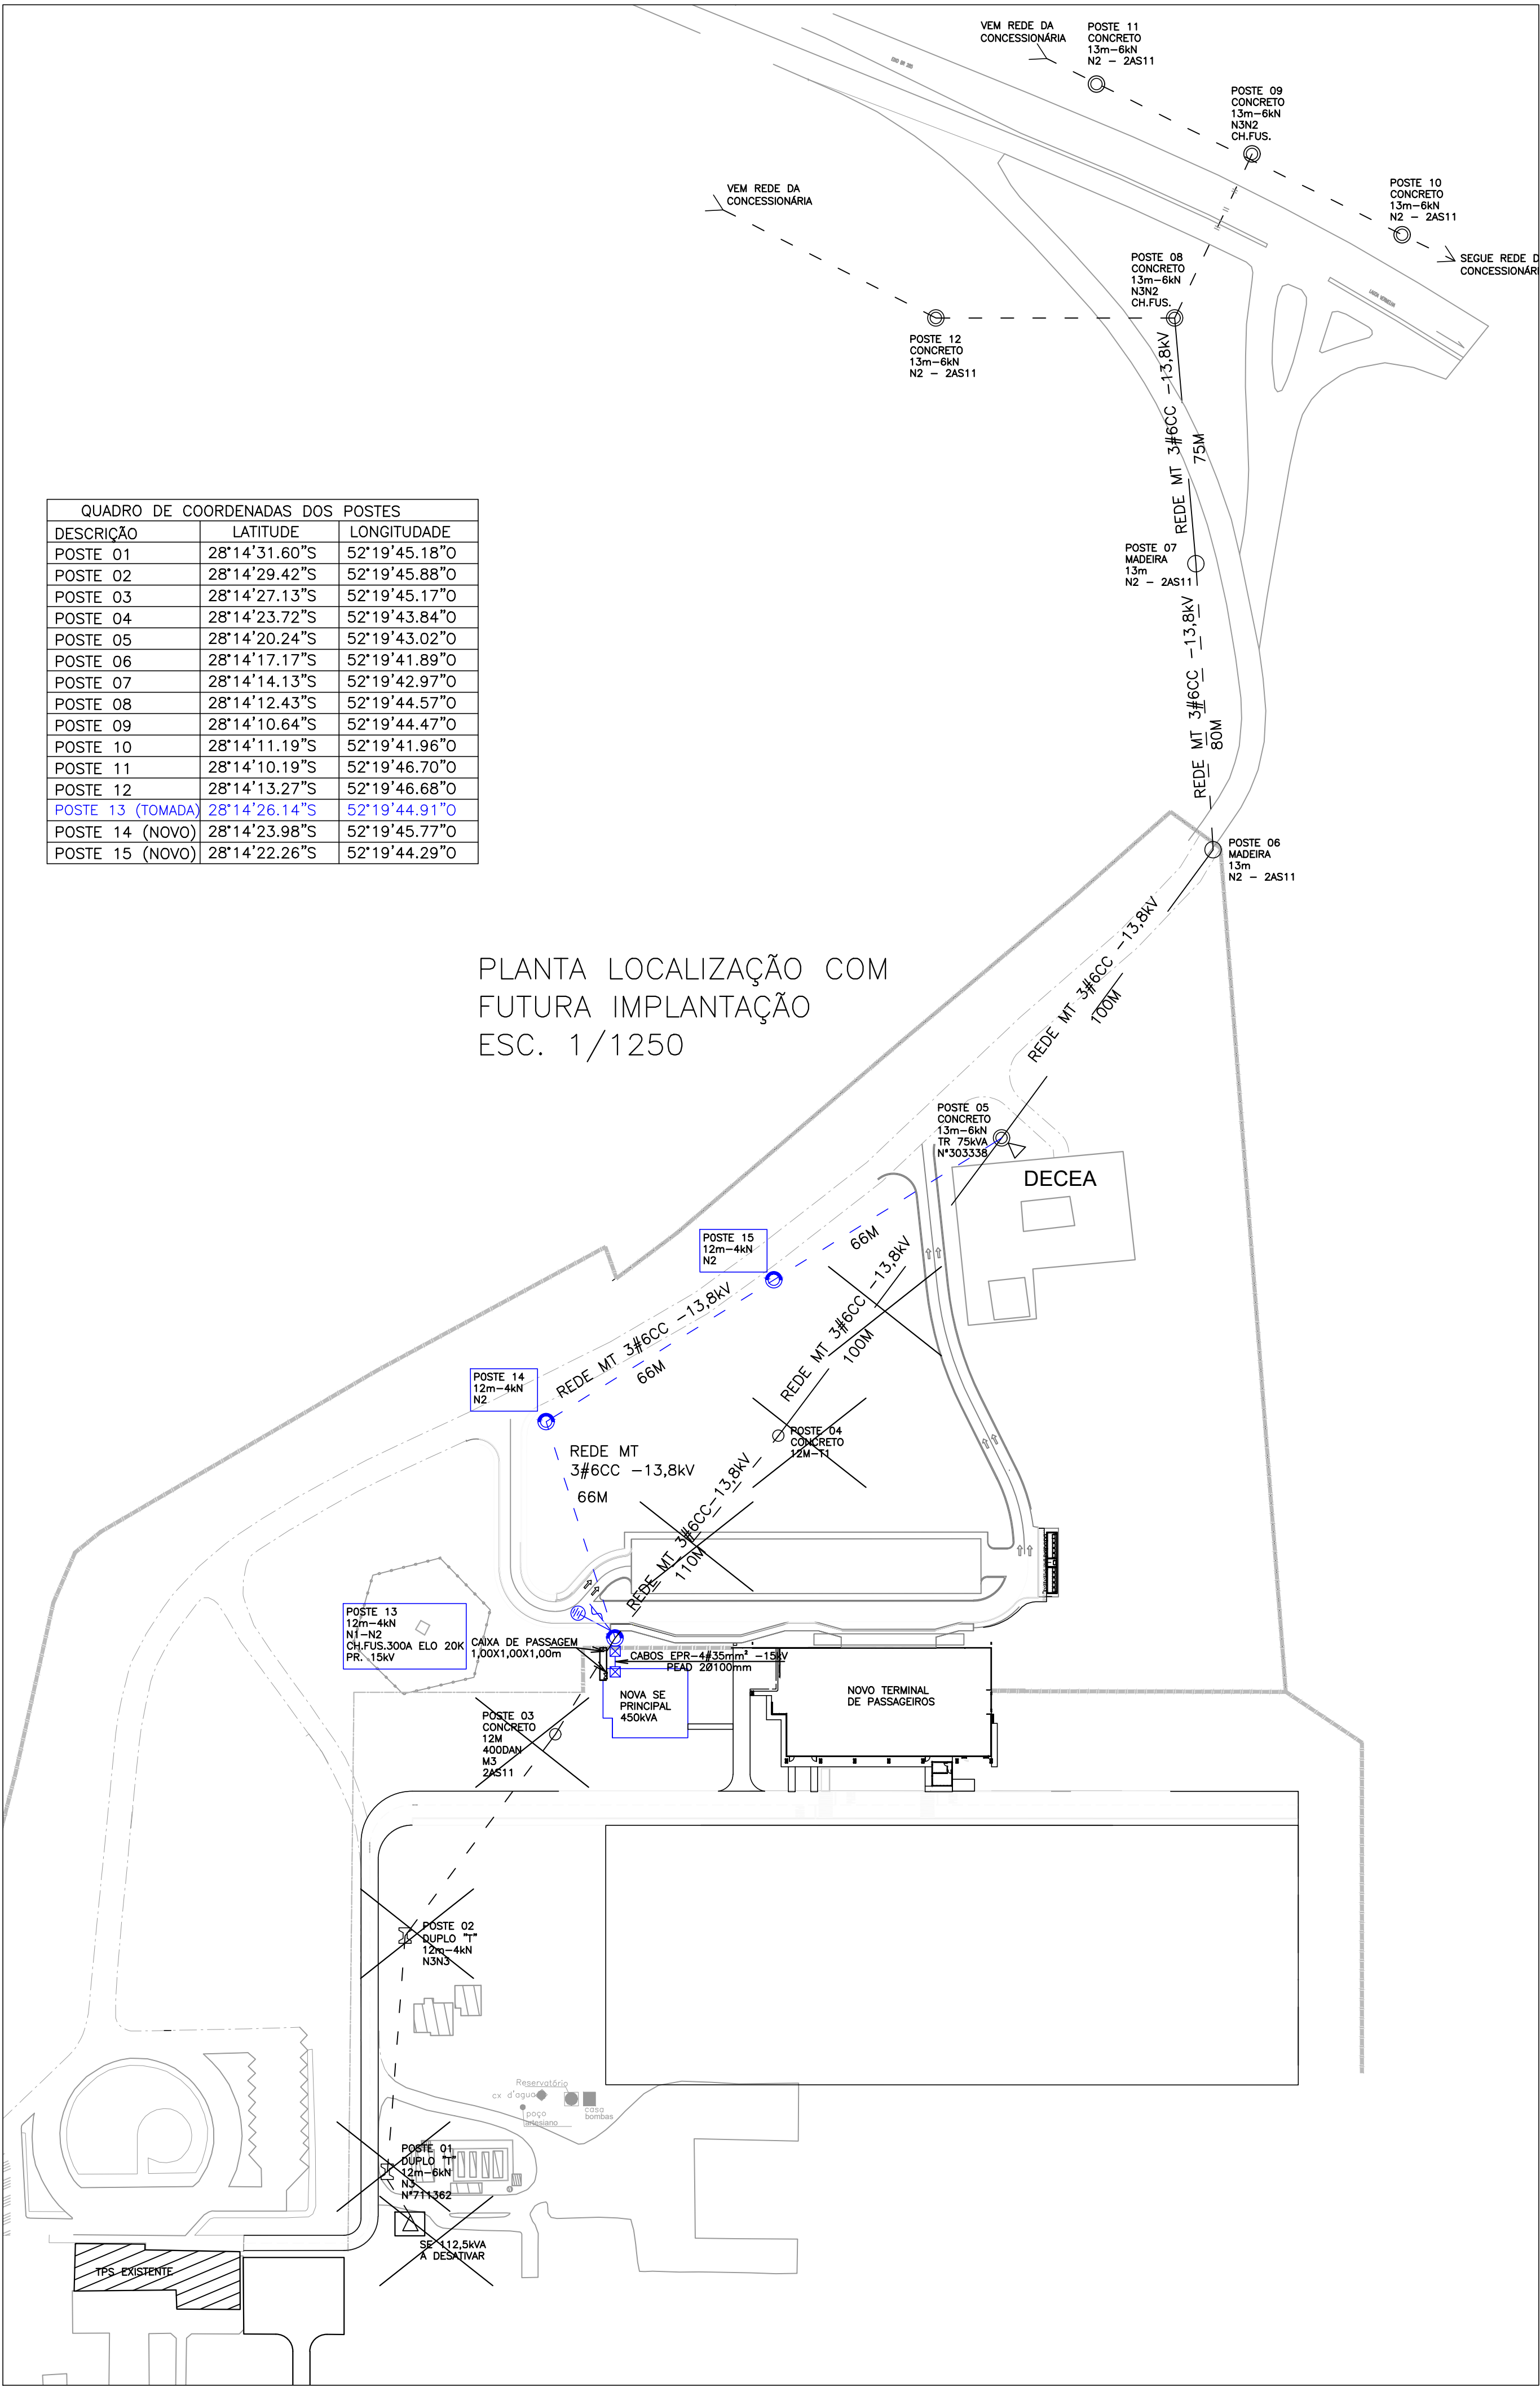 VEM REDE DA
CONCESSIONÁRIA
POSTE 11
CONCRETO
13m-6kN
N2 - 2AS11
POSTE 09
CONCRETO
13m-6kN
N3N2
CH.FUS.
POSTE 10
CONCRETO
13m-6kN
N2 - 2AS11
SEGUE REDE D
CONCESSIONÁRI
VEM REDE DA
CONCESSIONÁRIA
POSTE 08
CONCRETO
13m-6kN
N3N2
CH.FUS.
POSTE 12
CONCRETO
13m-6kN
N2 - 2AS11
REDE MT 3#6CC -13,8kV
75M
POSTE 07
MADEIRA
13m
N2 - 2AS11
REDE MT 3#6CC -13,8kV
80M
QUADRO DE COORDENADAS DOS POSTES
DESCRIÇÃO LATITUDE LONGITUDADE
POSTE 01 28°14'31.60"S 52°19'45.18"O
POSTE 02 28°14'29.42"S 52°19'45.88"O
POSTE 03 28°14'27.13"S 52°19'45.17"O
POSTE 04 28°14'23.72"S 52°19'43.84"O
POSTE 05 28°14'20.24"S 52°19'43.02"O
POSTE 06 28°14'17.17"S 52°19'41.89"O
POSTE 07 28°14'14.13"S 52°19'42.97"O
POSTE 08 28°14'12.43"S 52°19'44.57"O
POSTE 09 28°14'10.64"S 52°19'44.47"O
POSTE 10 28°14'11.19"S 52°19'41.96"O
POSTE 11 28°14'10.19"S 52°19'46.70"O
POSTE 12 28°14'13.27"S 52°19'46.68"O
POSTE 13 (TOMADA) 28°14'26.14"S 52°19'44.91"O
POSTE 14 (NOVO) 28°14'23.98"S 52°19'45.77"O
POSTE 15 (NOVO) 28°14'22.26"S 52°19'44.29"O
POSTE 06
MADEIRA
13m
N2 - 2AS11
PLANTA LOCALIZAÇÃO COM
FUTURA IMPLANTAÇÃO
ESC. 1/1250
REDE MT 3#6CC -13,8kV
100M
POSTE 05
CONCRETO
13m-6kN
TR 75kVA
N°303338
DECEA
POSTE 15
12m-4kN
N2
66M
REDE MT 3#6CC -13,8kV
100M
REDE MT 3#6CC -13,8kV
66M
POSTE 14
12m-4kN
N2
POSTE 04
CONCRETO
12M-T1
REDE MT
3#6CC -13,8kV
66M
REDE MT 3#6CC-13,8kV
110M
POSTE 13
12m-4kN
N1-N2
CH.FUS.300A ELO 20K
PR. 15kV
CAIXA DE PASSAGEM
1,00X1,00X1,00m
CABOS EPR-4#35mm² -15kV
PEAD 2Ø100mm
NOVA SE
PRINCIPAL
450kVA
NOVO TERMINAL
DE PASSAGEIROS
POSTE 03
CONCRETO
12M
400DAN
M3
2AS11
POSTE 02
DUPLO "T"
12m-4kN
N3N3
Reservatório
cx d'agua
poço
artesiano
casa
bombas
POSTE 01
DUPLO "T"
12m-6kN
N3
N°711362
SE 112,5kVA
A DESATIVAR
TPS EXISTENTE